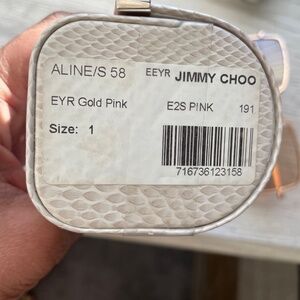 ALINE/S 58 EEYR JIMMY CHOO
EYR Gold Pink E2S PINK 191
Size: 1
716736123158